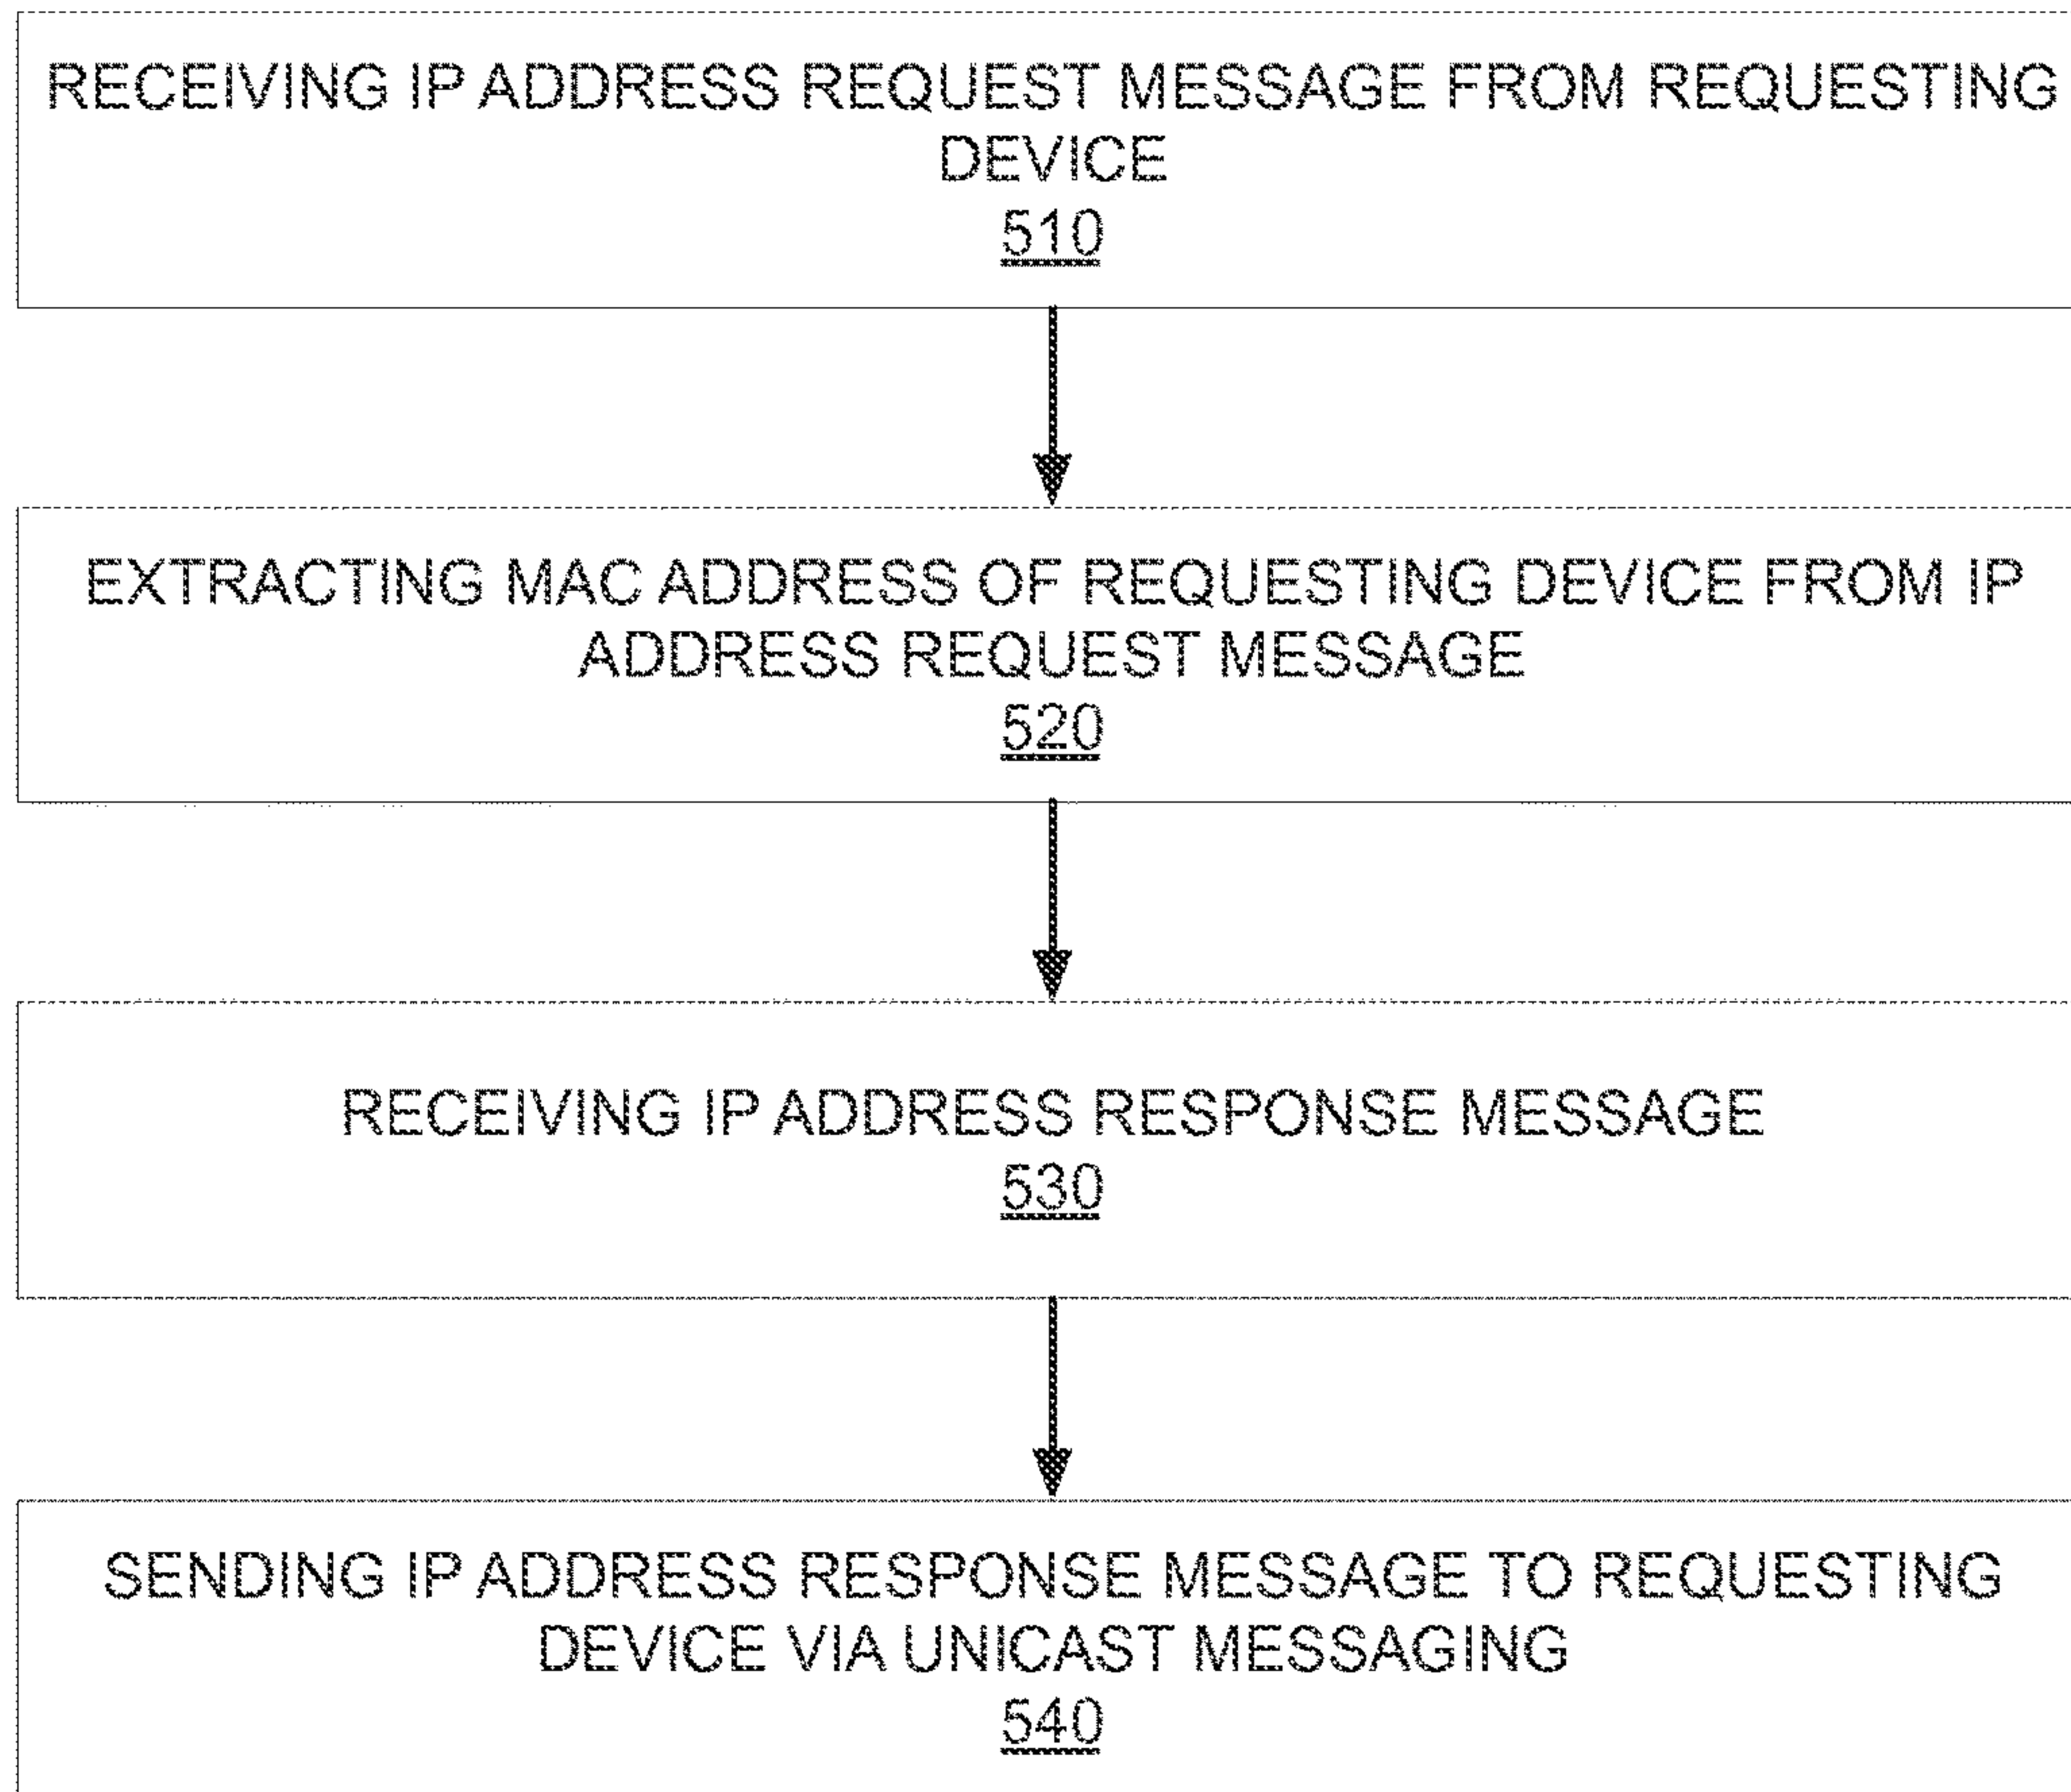 RECEIVING IP ADDRESS REQUEST MESSAGE FROM REQUESTING
DEVICE
510
EXTRACTING MAC ADDRESS OF REQUESTING DEVICE FROM IP
ADDRESS REQUEST MESSAGE
520
RECEIVING IP ADDRESS RESPONSE MESSAGE
530
SENDING IP ADDRESS RESPONSE MESSAGE TO REQUESTING
DEVICE VIA UNICAST MESSAGING
540